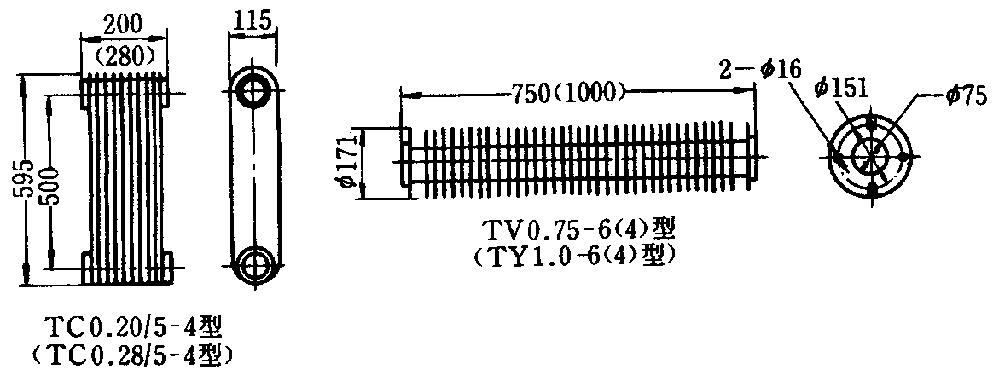 200
(280)
115
595
500
TC0.20/5-4型
(TC0.28/5-4型)
750(1000)
ϕ171
2-ϕ16
ϕ151
ϕ75
TV0.75-6(4)型
(TY1.0-6(4)型)